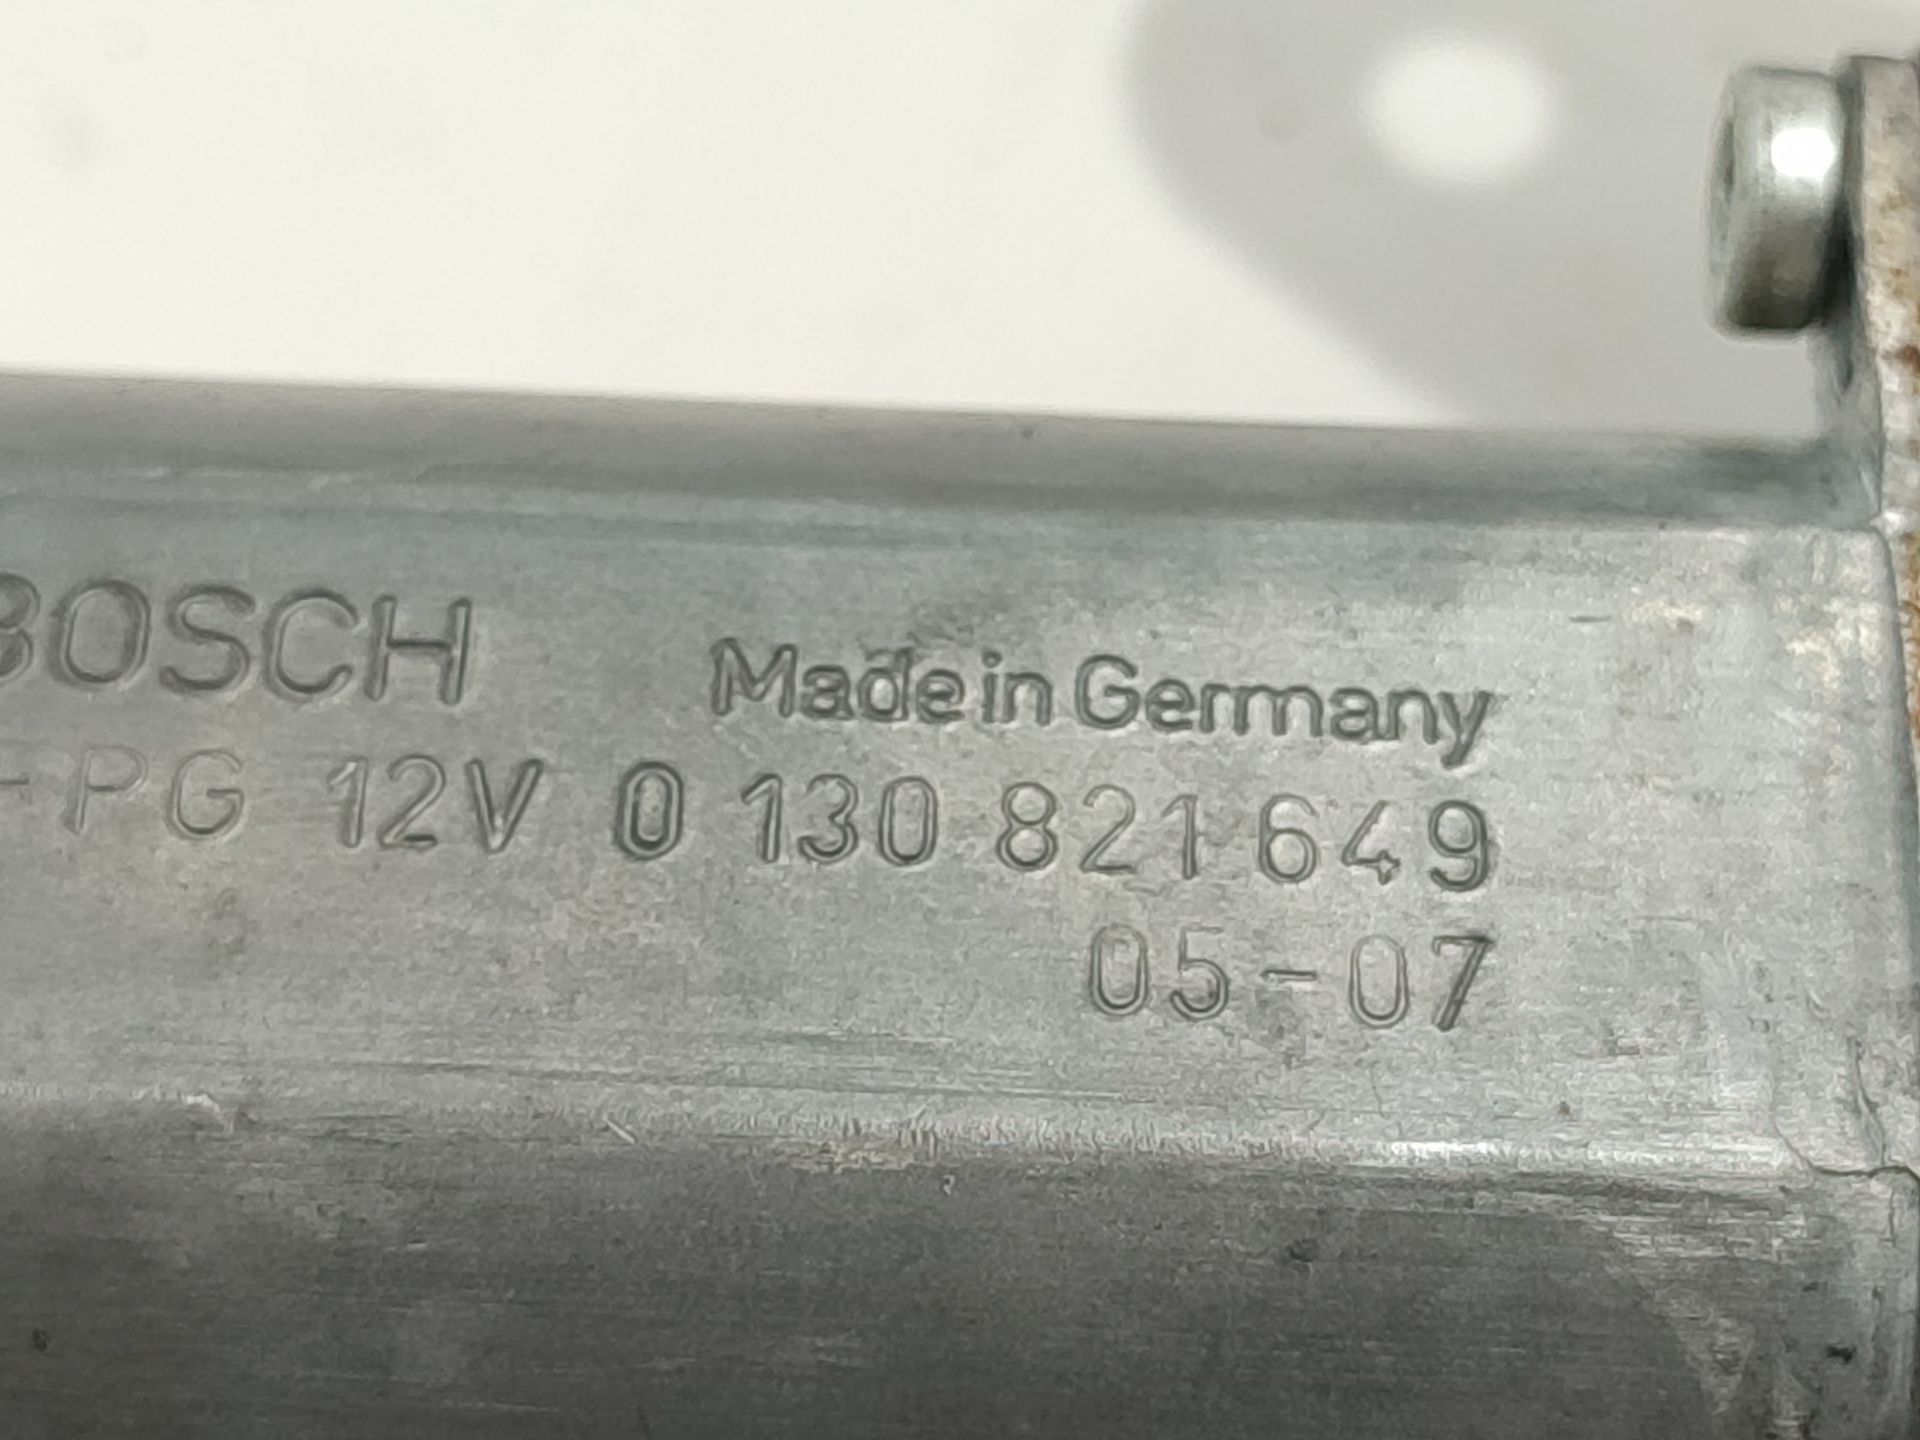 BOSCH
Made in Germany
-PG 12V 0 130 821 649
05-07